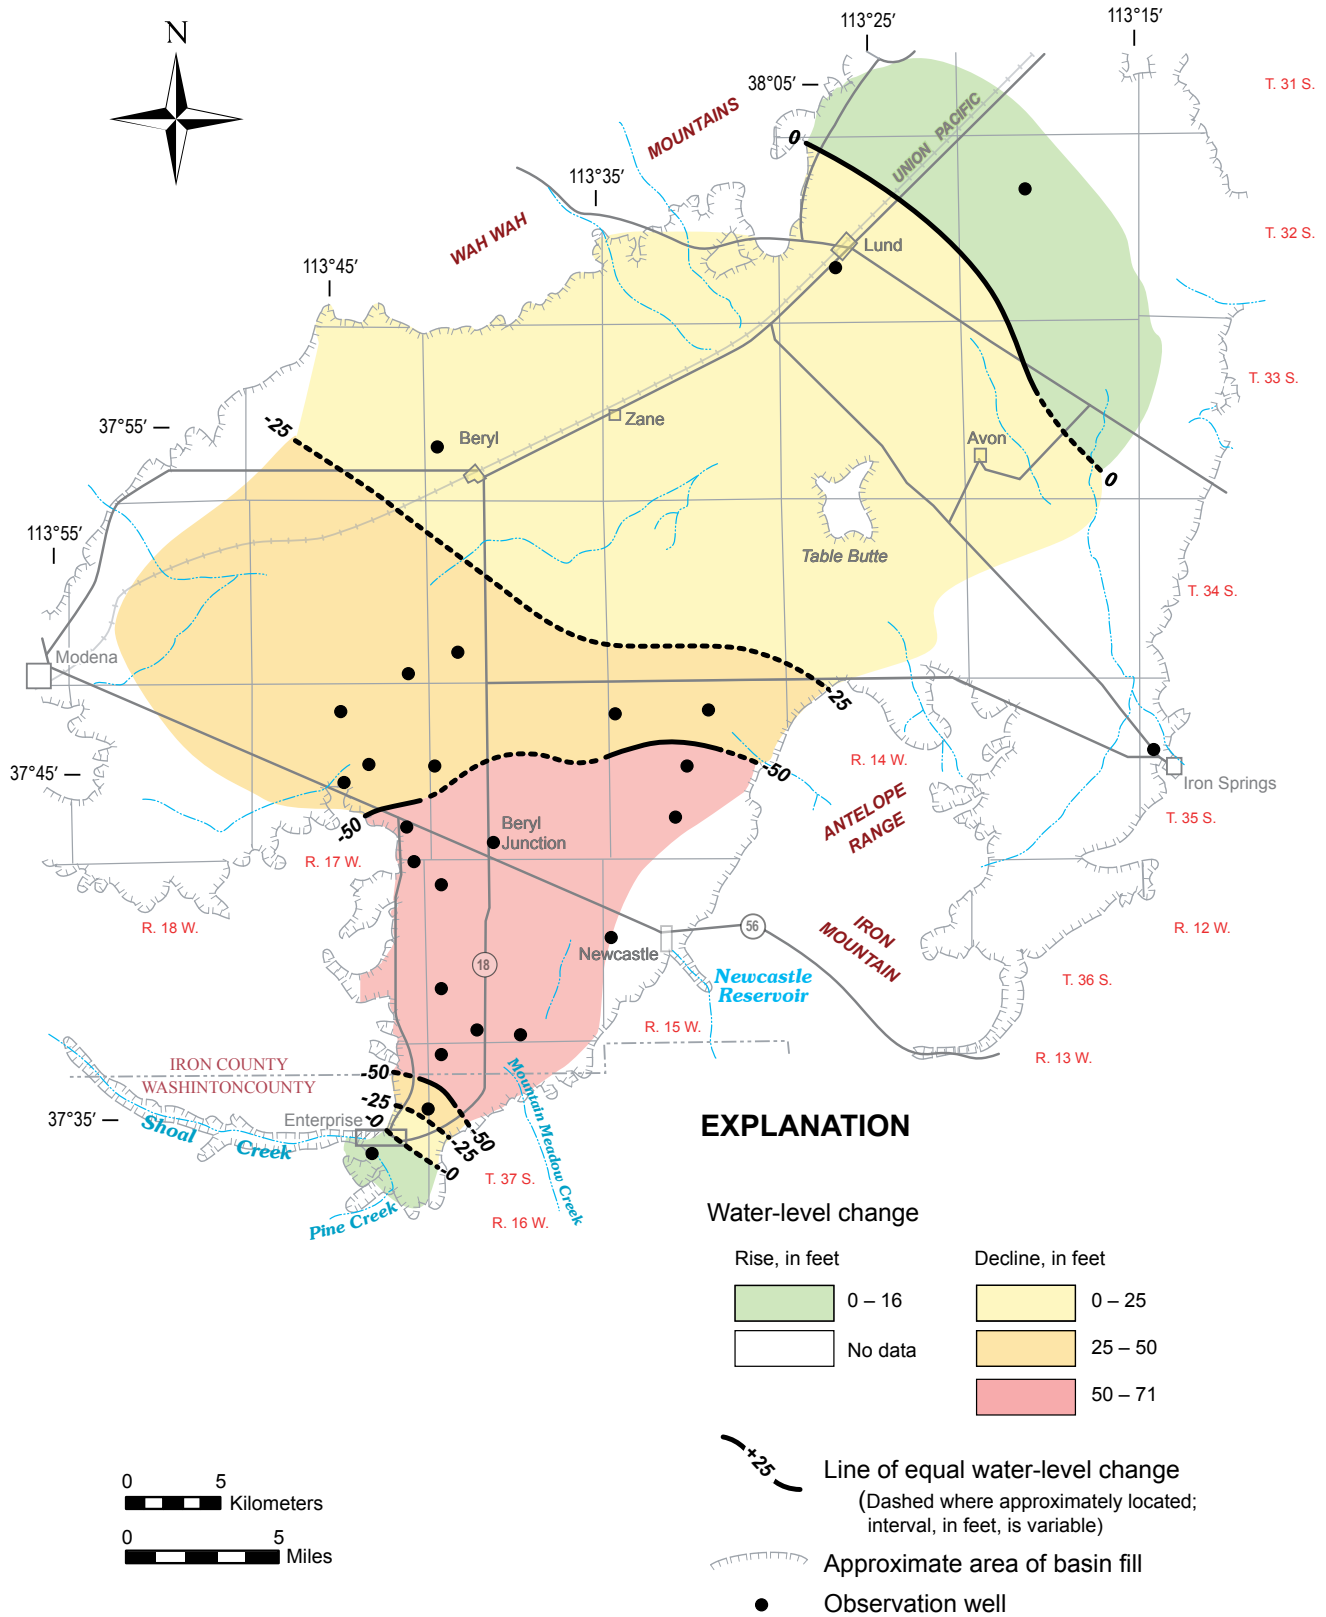 113°25′
113°15′
N
38°05′
T. 31 S.
MOUNTAINS
UNION PACIFIC
0
113°35′
WAH WAH
T. 32 S.
Lund
113°45′
T. 33 S.
37°55′
-25
Beryl
Zane
Avon
0
113°55′
Table Butte
T. 34 S.
Modena
25
37°45′
-50
R. 14 W.
Iron Springs
ANTELOPE
RANGE
T. 35 S.
-50
Beryl
Junction
R. 17 W.
R. 18 W.
IRON
MOUNTAIN
R. 12 W.
56
Newcastle
18
Newcastle
Reservoir
T. 36 S.
R. 15 W.
R. 13 W.
IRON COUNTY
WASHINTONCOUNTY
-50
-25
-0
37°35′
Enterprise
Shoal
Creek
-50
-25
-0
Mountain Meadow Creek
T. 37 S.
R. 16 W.
Pine Creek
EXPLANATION
Water-level change
Rise, in feet
Decline, in feet
0 – 16
0 – 25
No data
25 – 50
50 – 71
+25
Line of equal water-level change
(Dashed where approximately located;
interval, in feet, is variable)
Approximate area of basin fill
Observation well
0 5
Kilometers
0 5
Miles